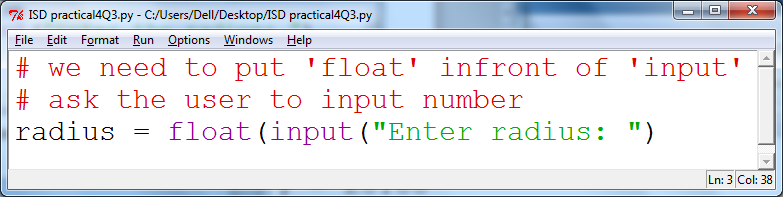 ISD practical4Q3.py - C:/Users/Dell/Desktop/ISD practical4Q3.py
File Edit Format Run Options Windows Help
# we need to put 'float' infront of 'input'
# ask the user to input number
radius = float(input("Enter radius: ")
Ln: 3 Col: 38